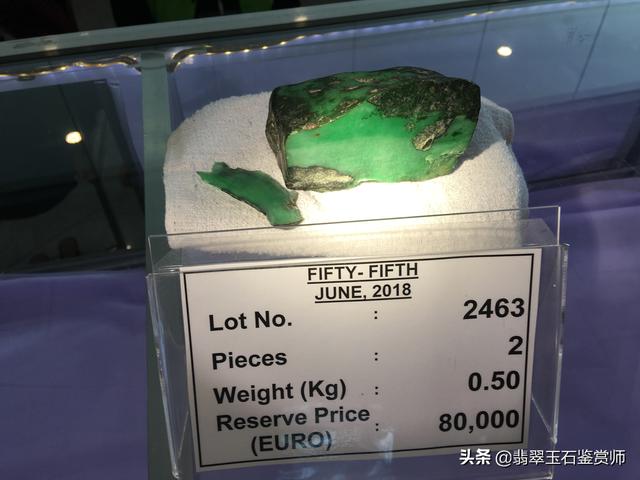 FIFTY- FIFTH
JUNE, 2018
Lot No. : 2463
Pieces : 2
Weight (Kg) : 0.50
Reserve Price (EURO) : 80,000
头条 @翡翠玉石鉴赏师